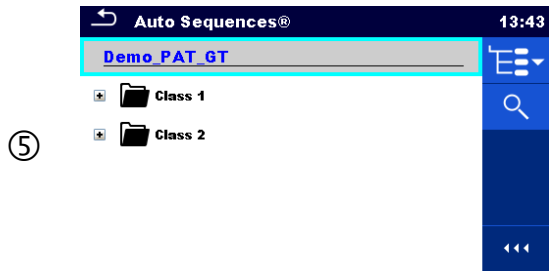 Auto Sequences® 13:43
Demo_PAT_GT
Class 1
Class 2
⑤